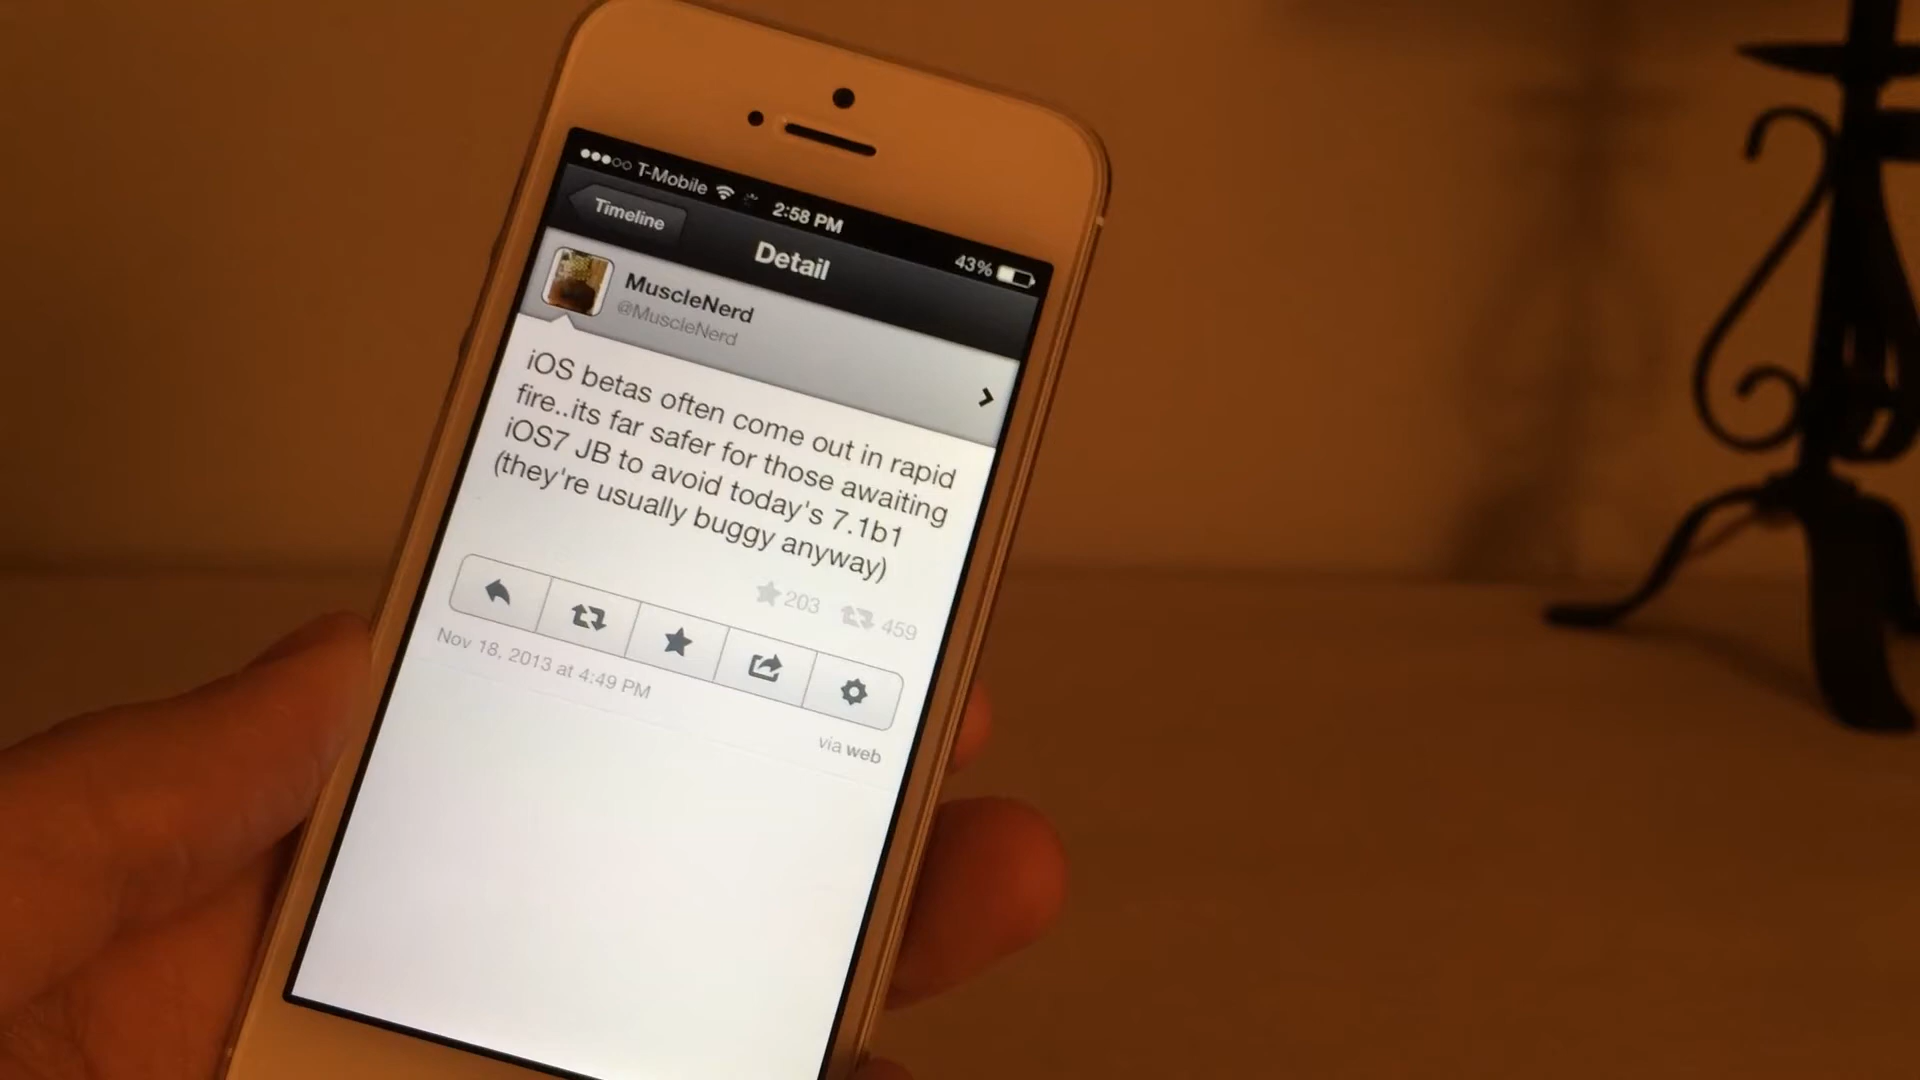 T-Mobile 2:58 PM 43%
Timeline
Detail
MuscleNerd
@MuscleNerd
iOS betas often come out in rapid
fire..its far safer for those awaiting
iOS7 JB to avoid today's 7.1b1
(they're usually buggy anyway)
203 459
Nov 18, 2013 at 4:49 PM
via web